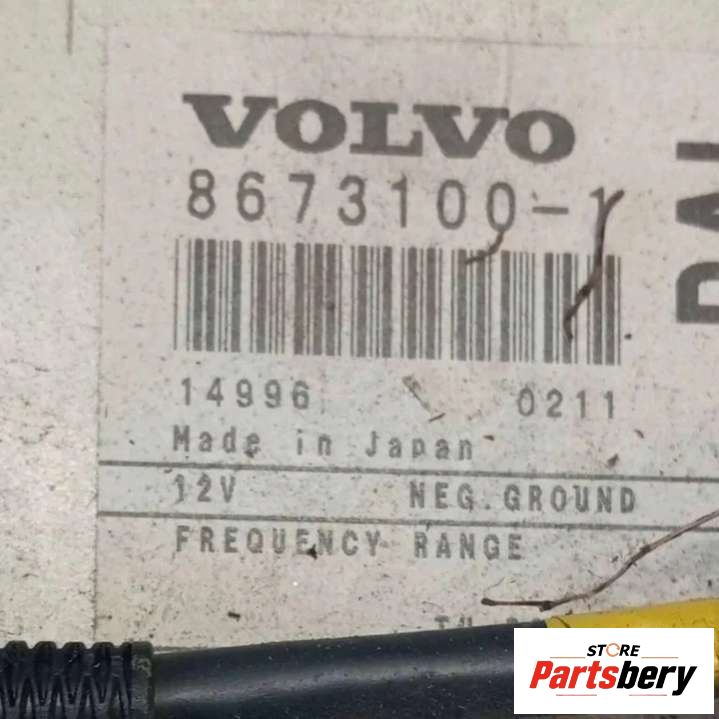 VOLVO
8673100-1
14996 0211
Made in Japan
12V NEG.GROUND
FREQUENCY RANGE
STORE
Partsbery